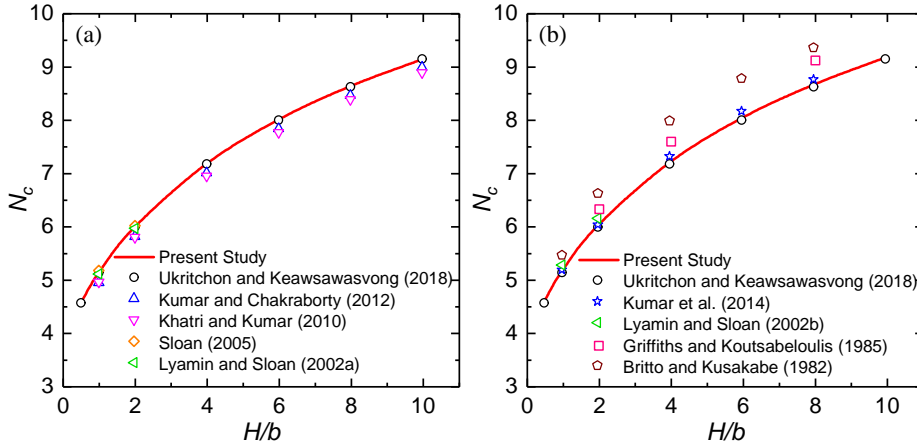 (a)
N_c
10
9
8
7
6
5
4
3
0 2 4 6 8 10
H/b
Present Study
Ukritchon and Keawsawasvong (2018)
Kumar and Chakraborty (2012)
Khatri and Kumar (2010)
Sloan (2005)
Lyamin and Sloan (2002a)
(b)
N_c
10
9
8
7
6
5
4
3
0 2 4 6 8 10
H/b
Present Study
Ukritchon and Keawsawasvong (2018)
Kumar et al. (2014)
Lyamin and Sloan (2002b)
Griffiths and Koutsabeloulis (1985)
Britto and Kusakabe (1982)